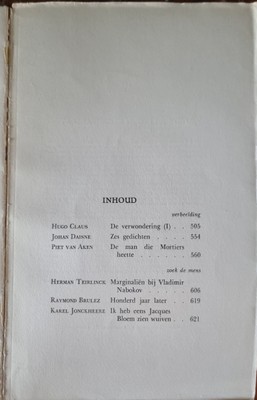 INHOUD
verbeelding
HUGO CLAUS De verwondering (I) . . 505
JOHAN DAISNE Zes gedichten . . . . 554
PIET VAN AKEN De man die Mortiers
heette . . . . . . 560
zoek de mens
HERMAN TEIRLINCK Marginaliën bij Vladimir
Nabokov . . . . . 606
RAYMOND BRULEZ Honderd jaar later . . 619
KAREL JONCKHEERE Ik heb eens Jacques
Bloem zien wuiven . . 621